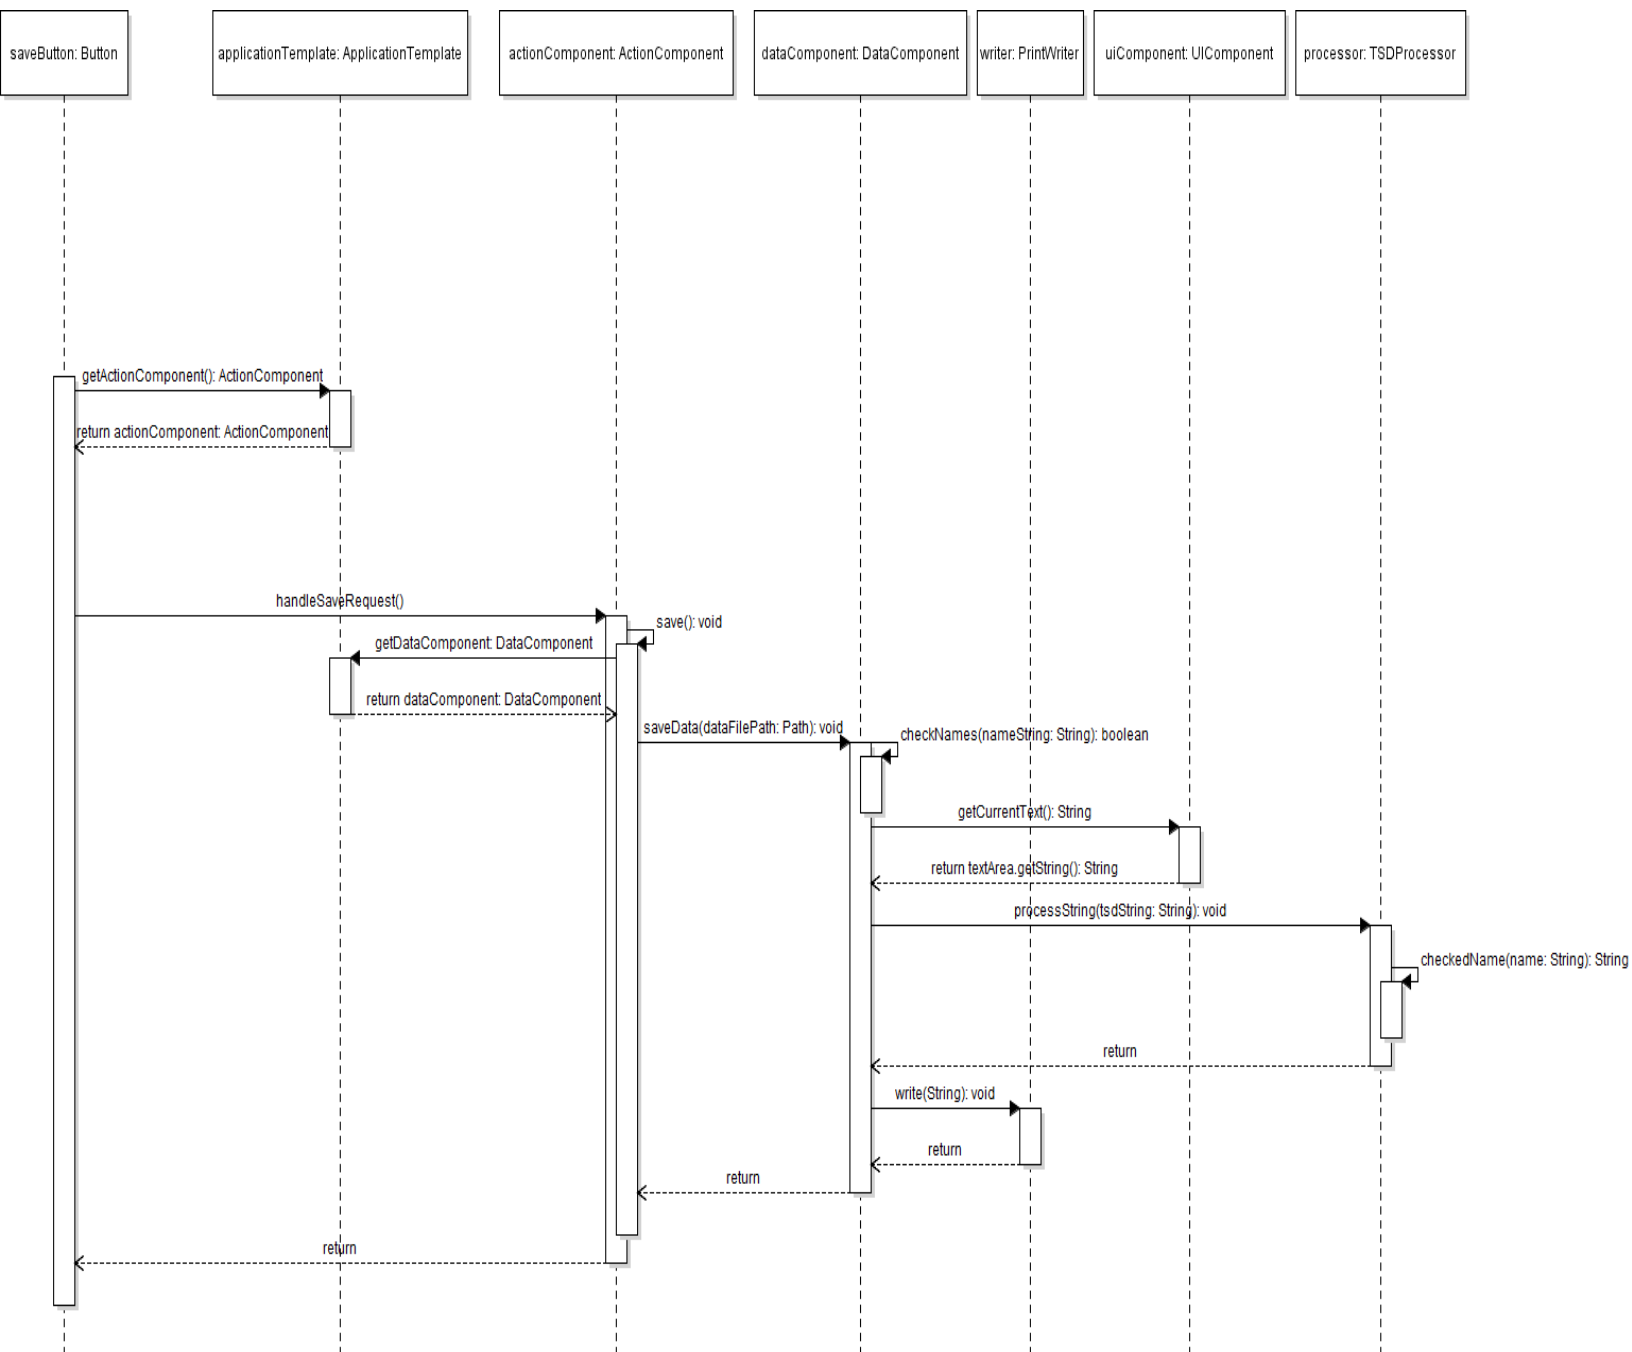 saveButton: Button
applicationTemplate: ApplicationTemplate
actionComponent: ActionComponent
dataComponent: DataComponent
writer: PrintWriter
uiComponent: UIComponent
processor: TSDProcessor
getActionComponent(): ActionComponent
return actionComponent: ActionComponent
handleSaveRequest()
save(): void
getDataComponent: DataComponent
return dataComponent: DataComponent
saveData(dataFilePath: Path): void
checkNames(nameString: String): boolean
getCurrentText(): String
return textArea.getString(): String
processString(tsdString: String): void
checkedName(name: String): String
return
write(String): void
return
return
return